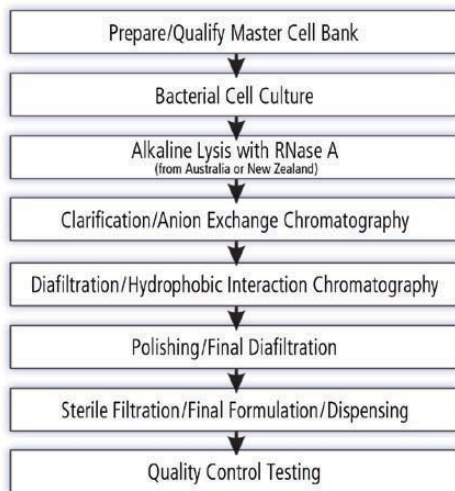 Prepare/Qualify Master Cell Bank
Bacterial Cell Culture
Alkaline Lysis with RNase A
(from Australia or New Zealand)
Clarification/Anion Exchange Chromatography
Diafiltration/Hydrophobic Interaction Chromatography
Polishing/Final Diafiltration
Sterile Filtration/Final Formulation/Dispensing
Quality Control Testing